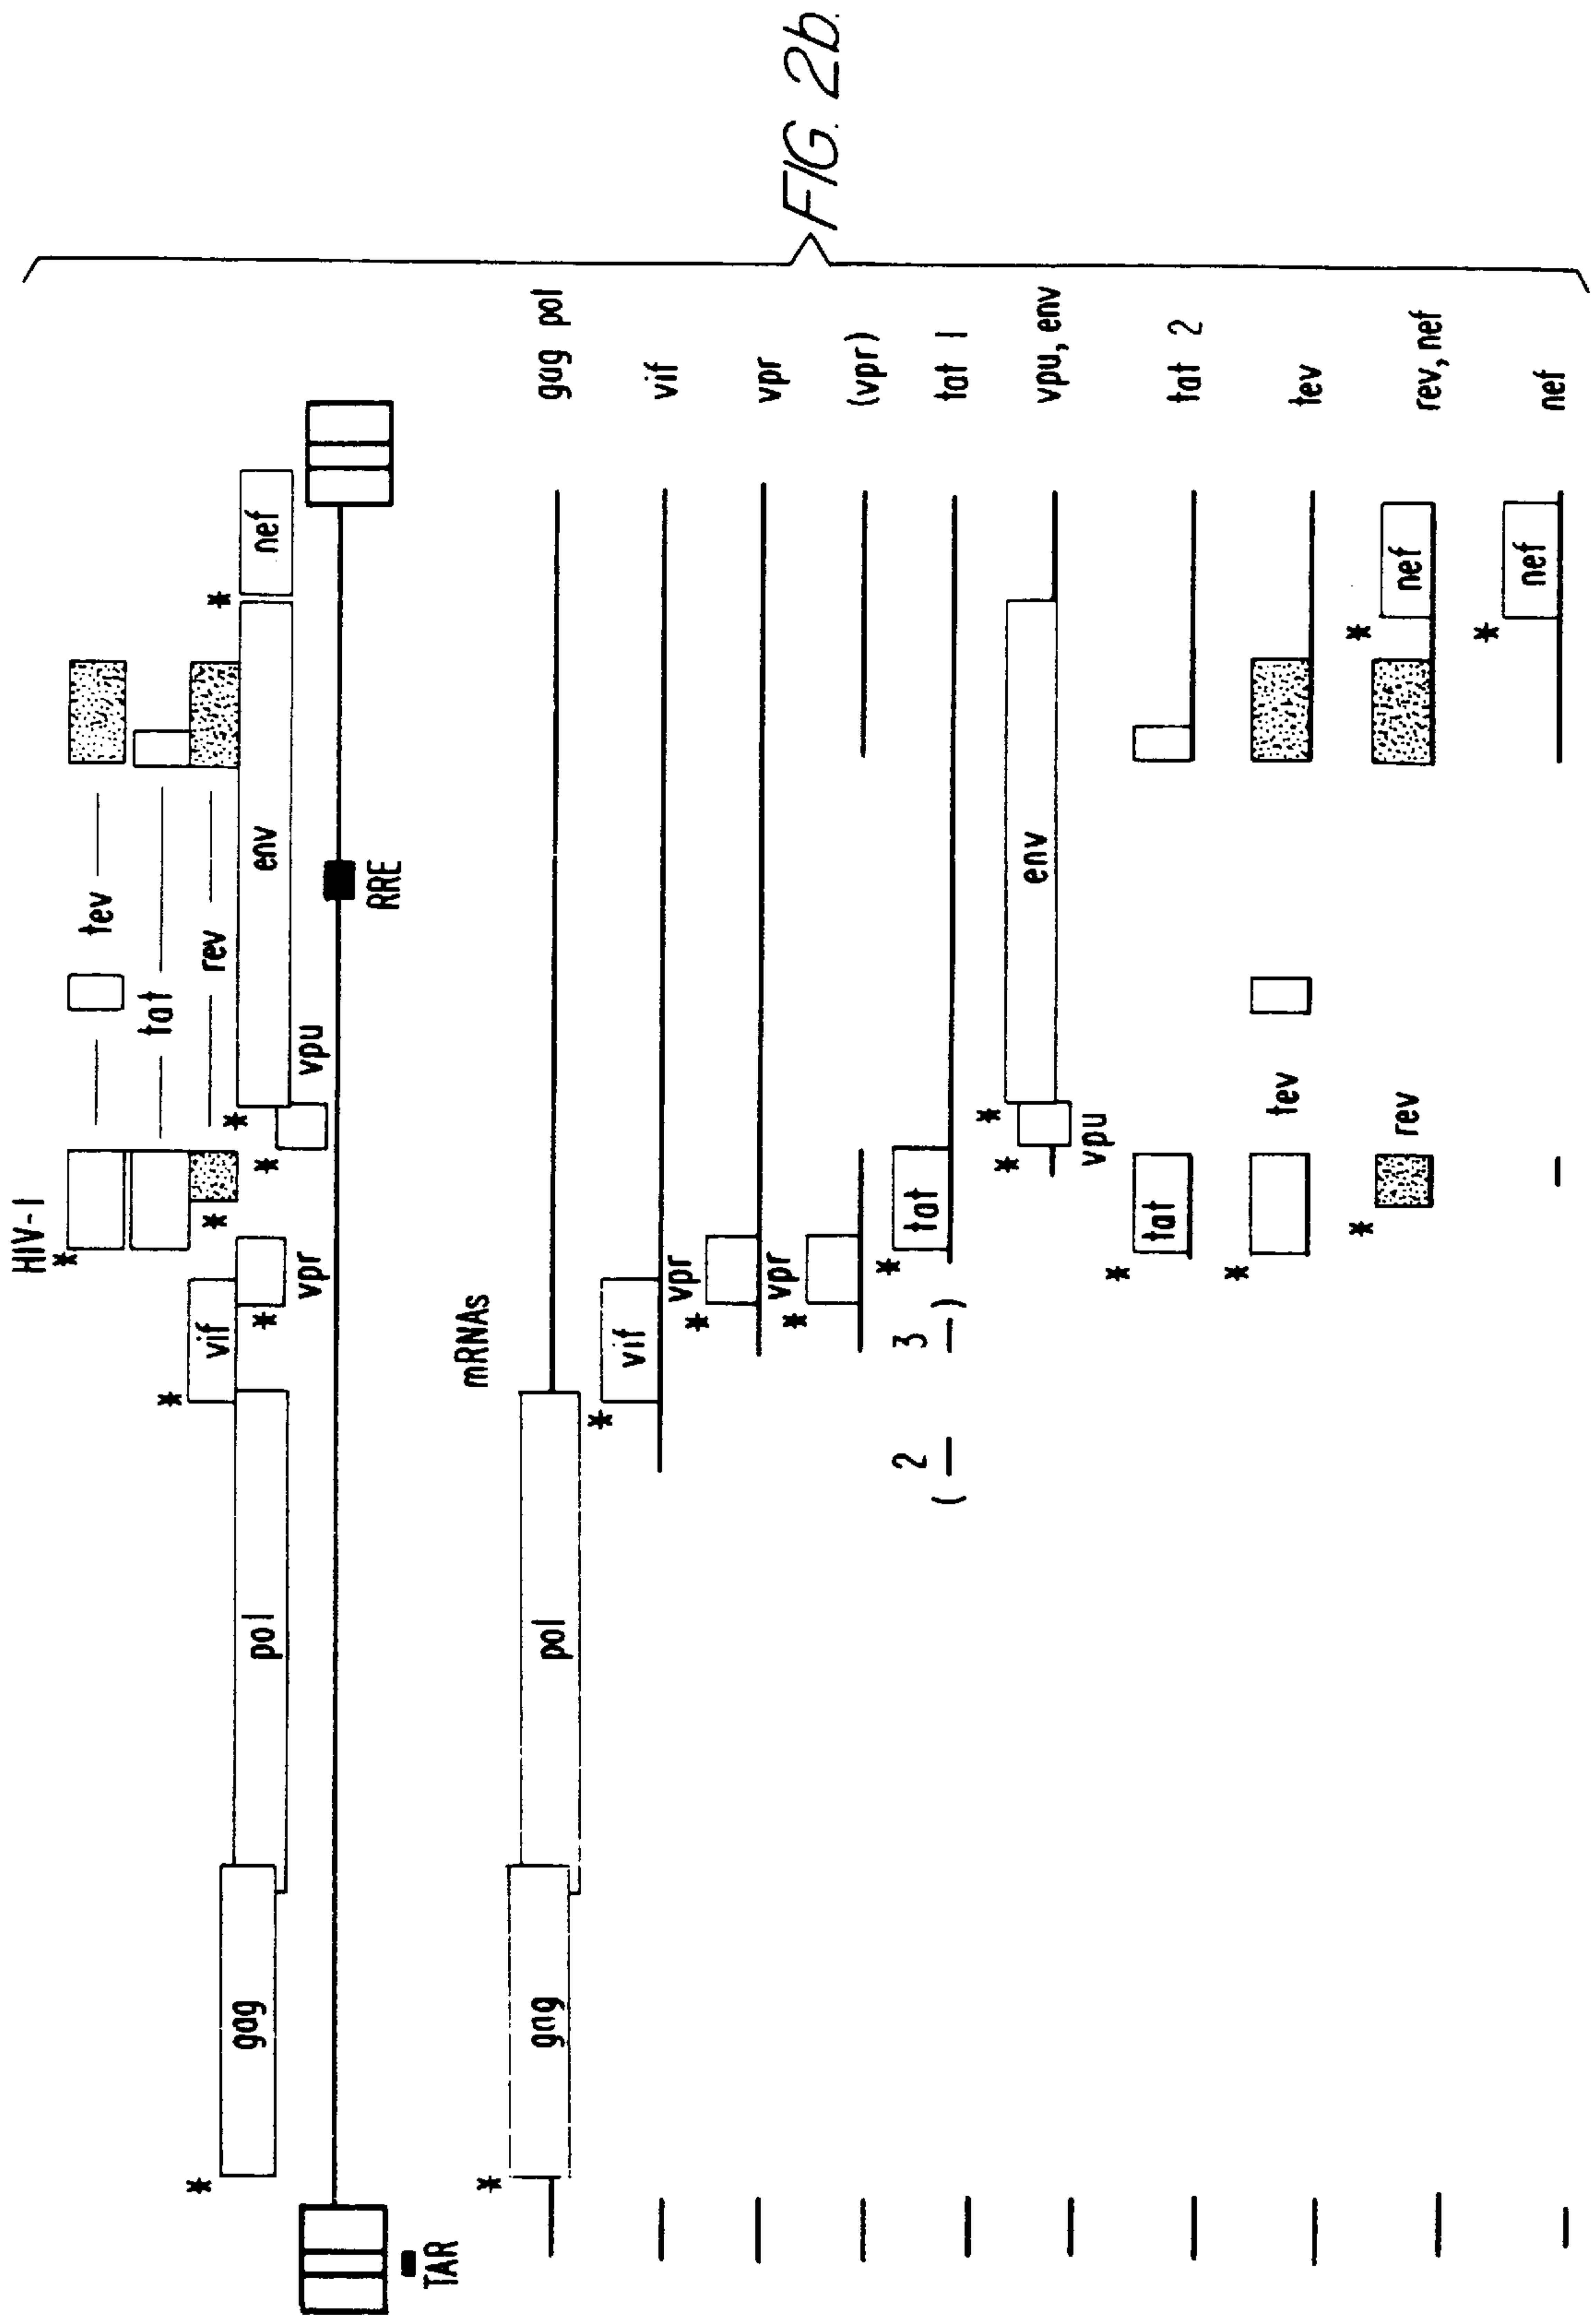 HIV-1
*
tev
tat
* rev
* vif
* gag
pol
* vpr
* vpu
* env
* nef
RRE
TAR
mRNAs
* gag pol gag pol
* vif vif
* vpr vpr
* vpr (vpr)
( 2 3 ) * tat tat 1
* vpu * env vpu, env
* tat tat 2
* tev tev
* rev * nef rev, nef
* nef nef
FIG. 2b.